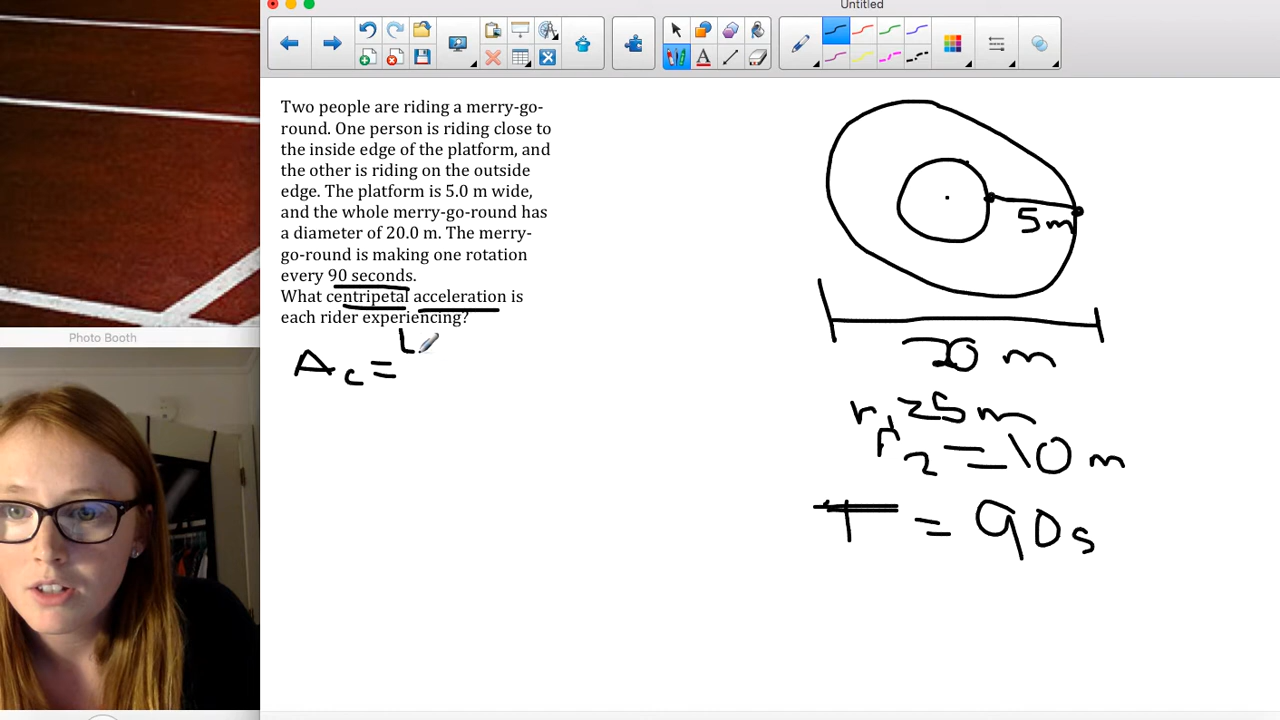 Untitled
Two people are riding a merry-go-
round. One person is riding close to
the inside edge of the platform, and
the other is riding on the outside
edge. The platform is 5.0 m wide,
and the whole merry-go-round has
a diameter of 20.0 m. The merry-
go-round is making one rotation
every 90 seconds.
What centripetal acceleration is
each rider experiencing?
Ac =
5m
20 m
r1 = 5m
r2 = 10 m
T = 90s
Photo Booth
A